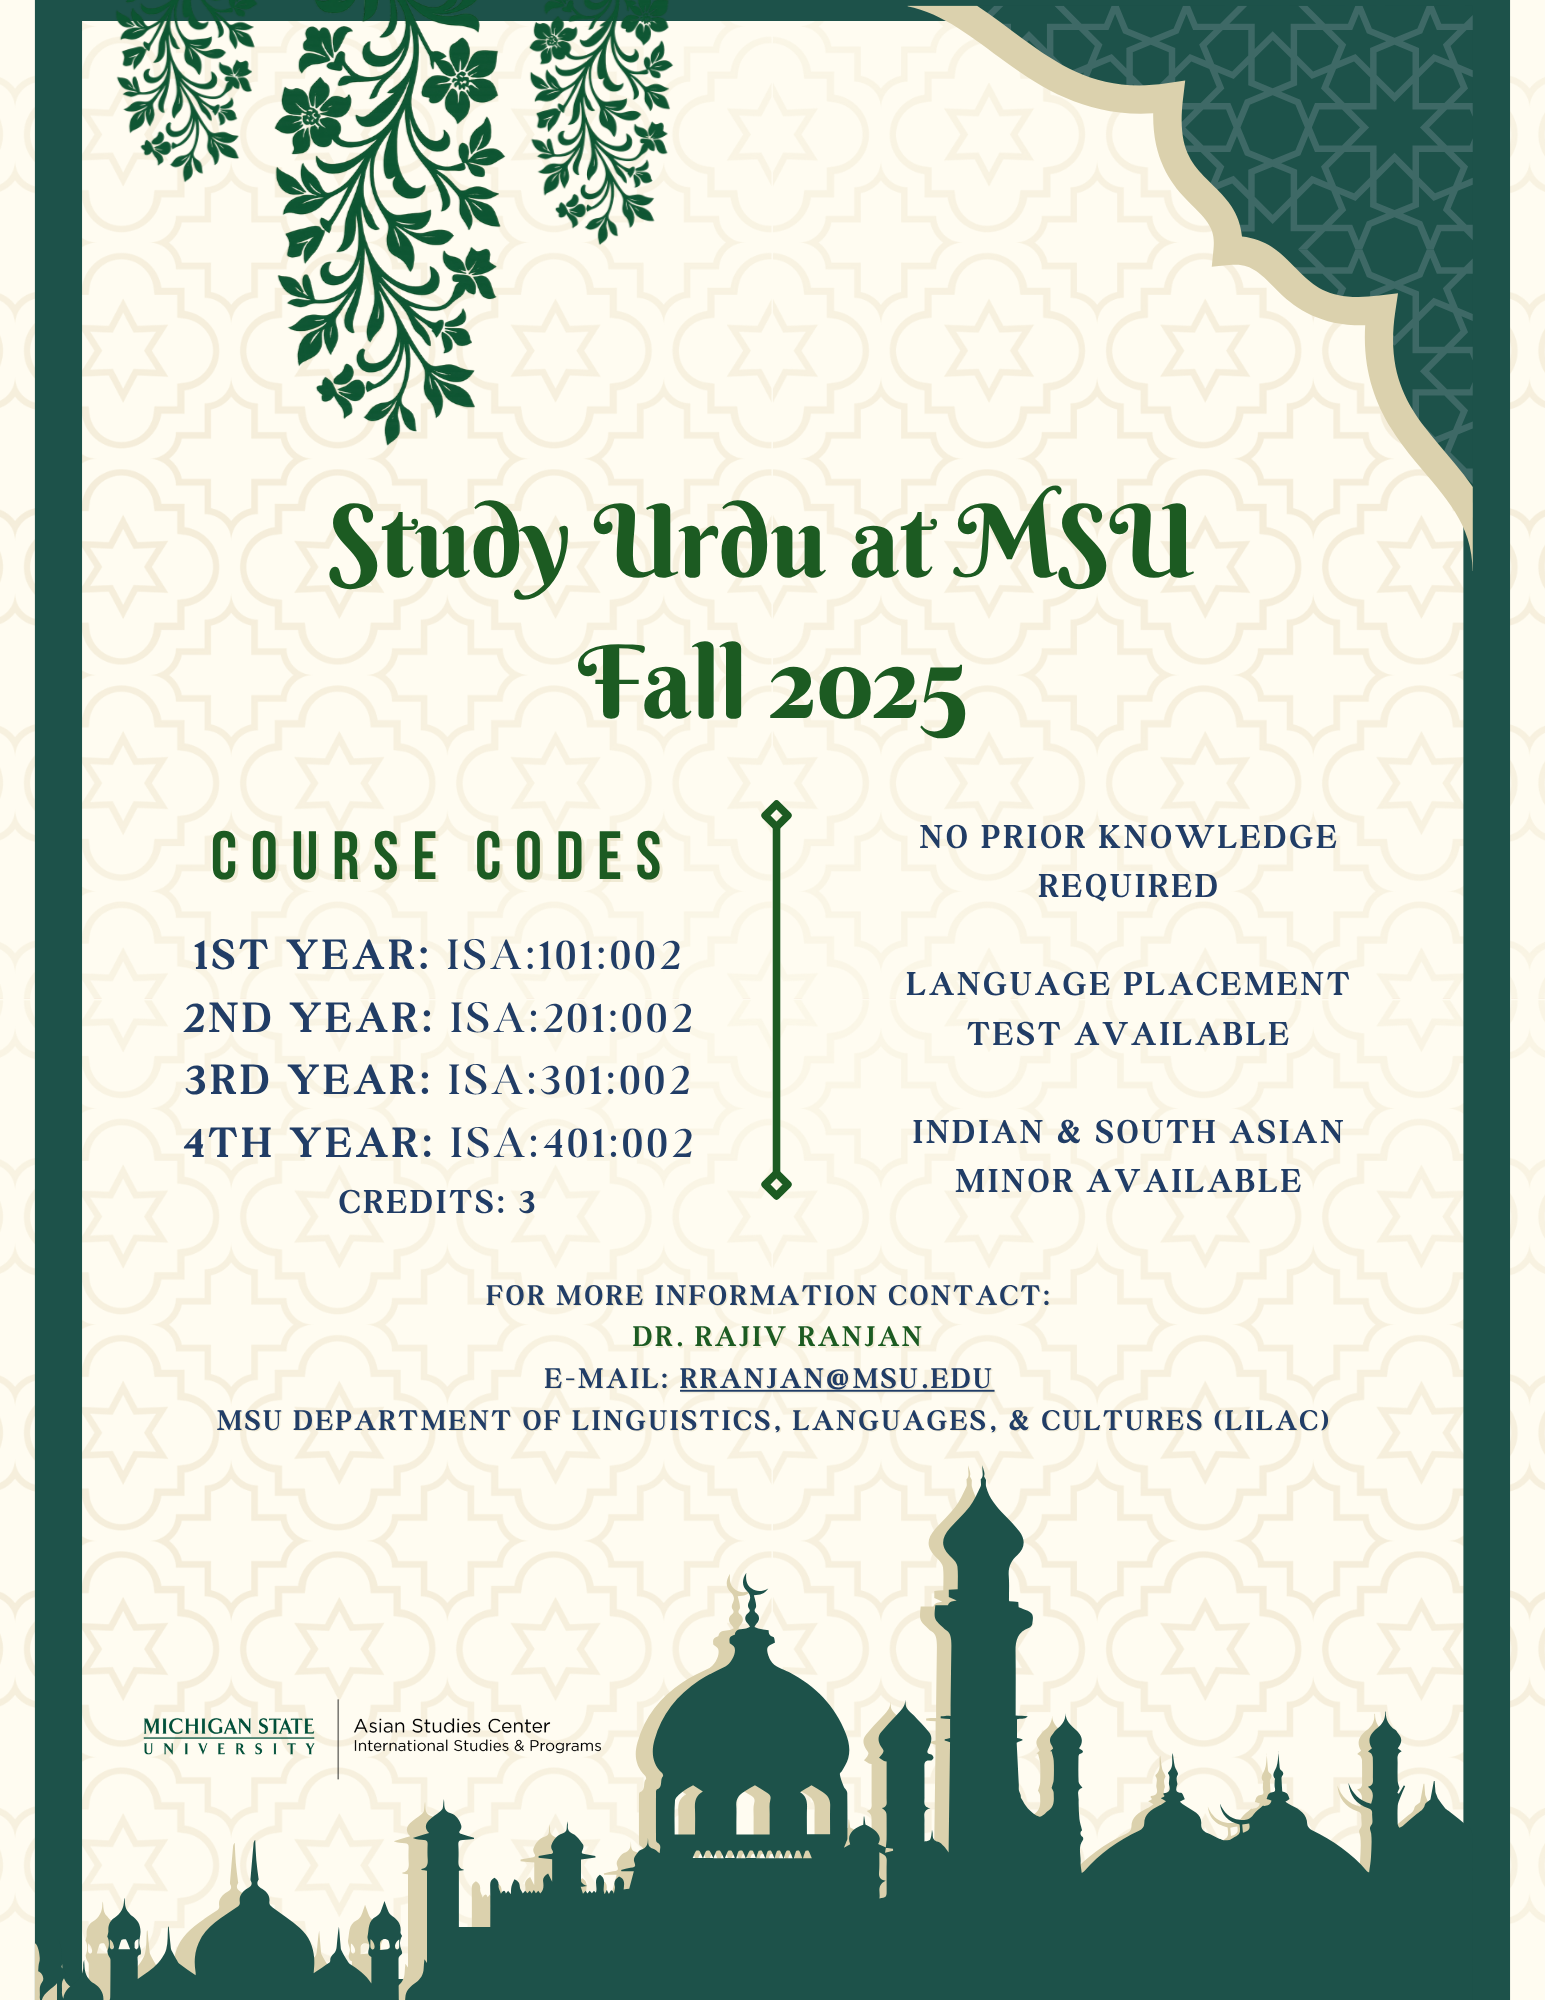 Study Urdu at MSU
Fall 2025
COURSE CODES
1ST YEAR: ISA:101:002
2ND YEAR: ISA:201:002
3RD YEAR: ISA:301:002
4TH YEAR: ISA:401:002
CREDITS: 3
NO PRIOR KNOWLEDGE
REQUIRED
LANGUAGE PLACEMENT
TEST AVAILABLE
INDIAN & SOUTH ASIAN
MINOR AVAILABLE
FOR MORE INFORMATION CONTACT:
DR. RAJIV RANJAN
E-MAIL: RRANJAN@MSU.EDU
MSU DEPARTMENT OF LINGUISTICS, LANGUAGES, & CULTURES (LILAC)
MICHIGAN STATE
UNIVERSITY
Asian Studies Center
International Studies & Programs